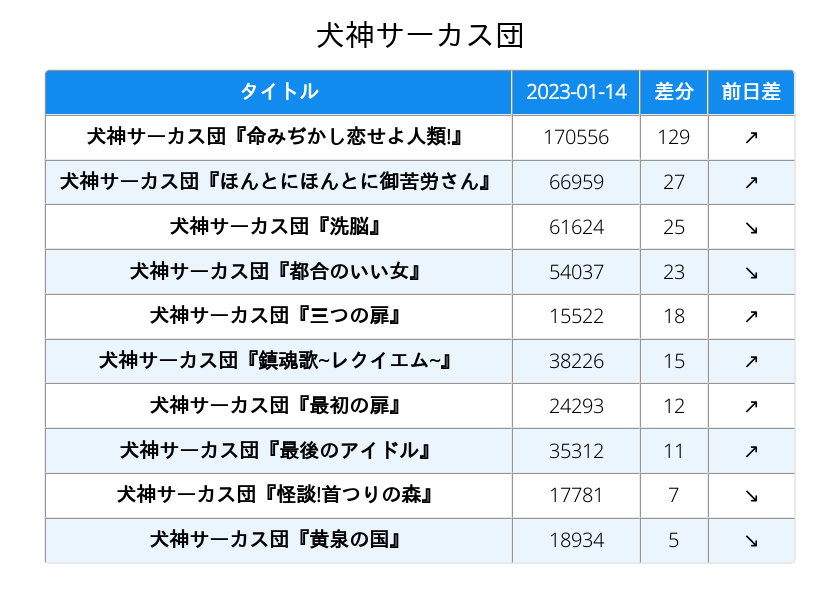 犬神サーカス団
タイトル 2023-01-14 差分 前日差
犬神サーカス団『命みぢかし恋せよ人類!』 170556 129 ↗
犬神サーカス団『ほんとにほんとに御苦労さん』 66959 27 ↗
犬神サーカス団『洗脳』 61624 25 ↘
犬神サーカス団『都合のいい女』 54037 23 ↘
犬神サーカス団『三つの扉』 15522 18 ↗
犬神サーカス団『鎮魂歌~レクイエム~』 38226 15 ↗
犬神サーカス団『最初の扉』 24293 12 ↗
犬神サーカス団『最後のアイドル』 35312 11 ↗
犬神サーカス団『怪談!首つりの森』 17781 7 ↘
犬神サーカス団『黄泉の国』 18934 5 ↘